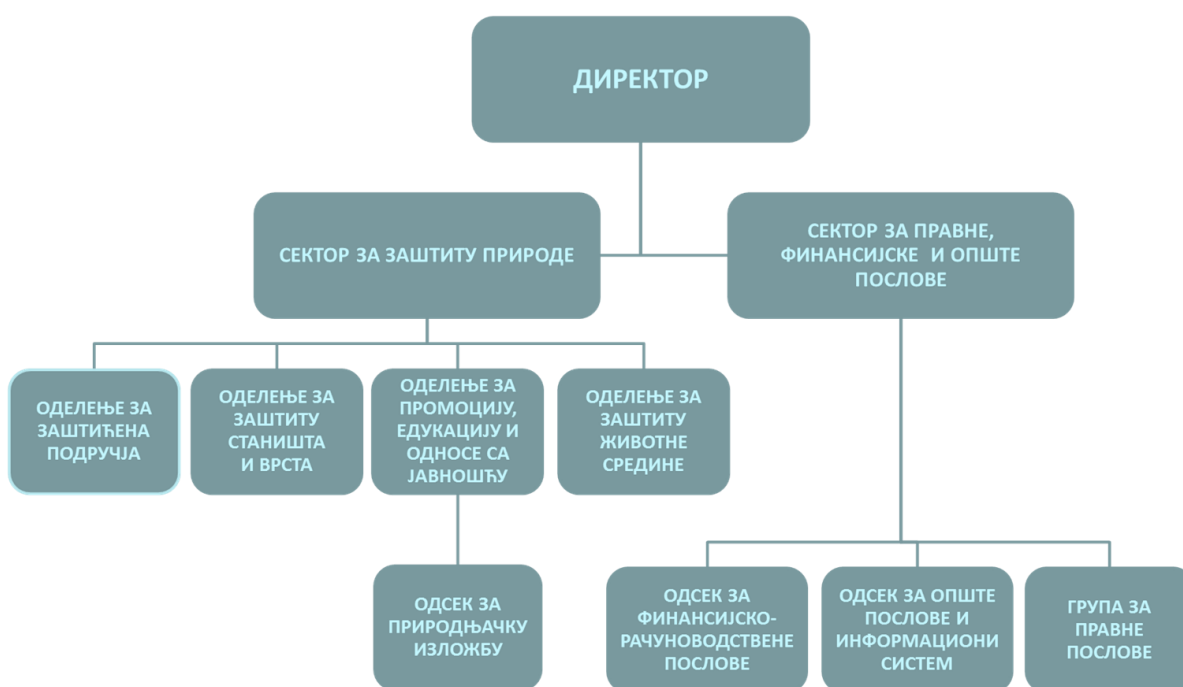 ДИРЕКТОР
СЕКТОР ЗА ЗАШТИТУ ПРИРОДЕ
СЕКТОР ЗА ПРАВНЕ,
ФИНАНСИЈСКЕ И ОПШТЕ
ПОСЛОВЕ
ОДЕЛЕЊЕ ЗА
ЗАШТИЋЕНА
ПОДРУЧЈА
ОДЕЛЕЊЕ ЗА
ЗАШТИТУ
СТАНИШТА
И ВРСТА
ОДЕЛЕЊЕ ЗА
ПРОМОЦИЈУ,
ЕДУКАЦИЈУ И
ОДНОСЕ СА
ЈАВНОШЋУ
ОДЕЛЕЊЕ ЗА
ЗАШТИТУ
ЖИВОТНЕ
СРЕДИНЕ
ОДСЕК ЗА
ПРИРОДЊАЧКУ
ИЗЛОЖБУ
ОДСЕК ЗА
ФИНАНСИЈСКО-
РАЧУНОВОДСТВЕНЕ
ПОСЛОВЕ
ОДСЕК ЗА ОПШТЕ
ПОСЛОВЕ И
ИНФОРМАЦИОНИ
СИСТЕМ
ГРУПА ЗА
ПРАВНЕ
ПОСЛОВЕ